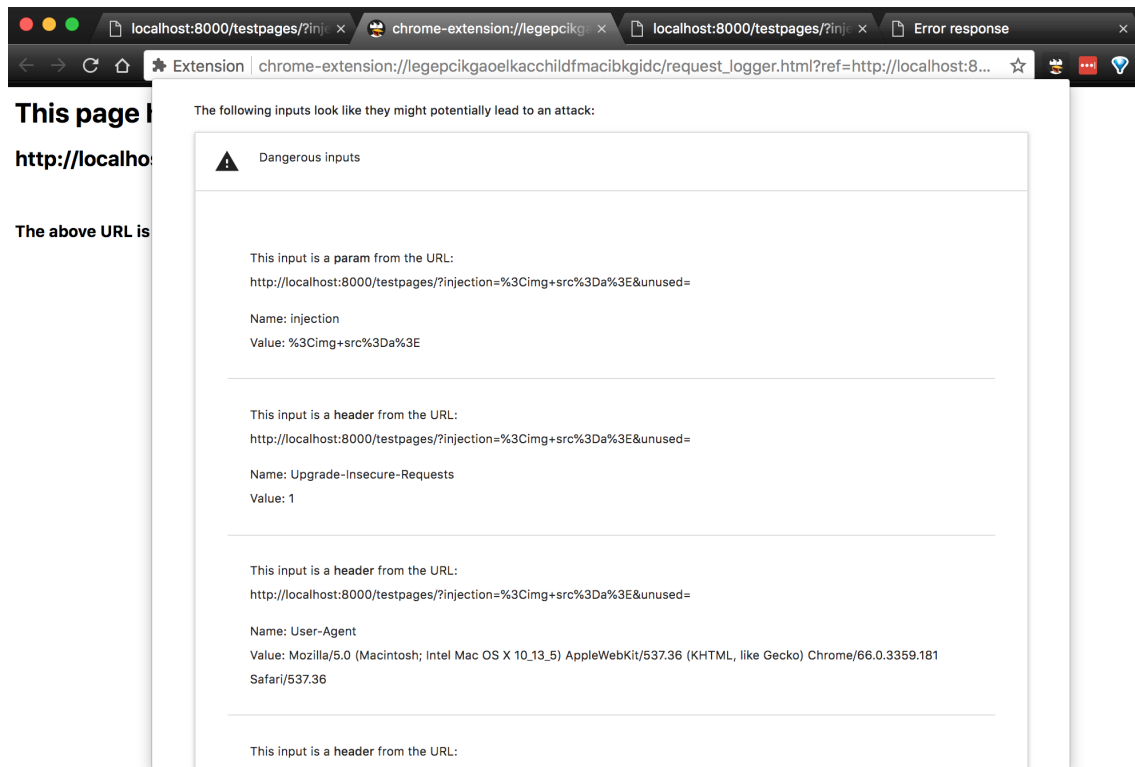 localhost:8000/testpages/?inje
chrome-extension://legepcikga
localhost:8000/testpages/?inje
Error response
Extension chrome-extension://legepcikgaoelkacchildfmacibkgidc/request_logger.html?ref=http://localhost:8...
This page
http://localho
The above URL is
The following inputs look like they might potentially lead to an attack:
Dangerous inputs
This input is a param from the URL:
http://localhost:8000/testpages/?injection=%3Cimg+src%3Da%3E&unused=
Name: injection
Value: %3Cimg+src%3Da%3E
This input is a header from the URL:
http://localhost:8000/testpages/?injection=%3Cimg+src%3Da%3E&unused=
Name: Upgrade-Insecure-Requests
Value: 1
This input is a header from the URL:
http://localhost:8000/testpages/?injection=%3Cimg+src%3Da%3E&unused=
Name: User-Agent
Value: Mozilla/5.0 (Macintosh; Intel Mac OS X 10_13_5) AppleWebKit/537.36 (KHTML, like Gecko) Chrome/66.0.3359.181
Safari/537.36
This input is a header from the URL: